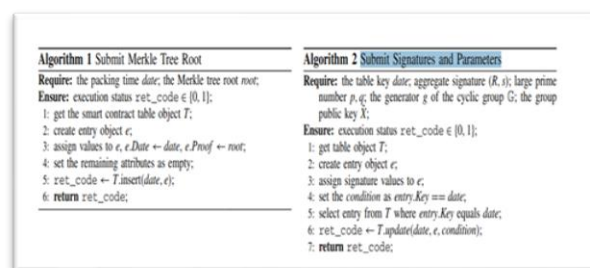 Algorithm 1 Submit Merkle Tree Root
Require: the packing time date; the Merkle tree root root;
Ensure: execution status ret_code ∈ [0, 1];
1: get the smart contract table object T;
2: create entry object e;
3: assign values to e, e.Date ← date, e.Proof ← root;
4: set the remaining attributes as empty;
5: ret_code ← T.insert(date, e);
6: return ret_code;
Algorithm 2 Submit Signatures and Parameters
Require: the table key date; aggregate signature (R, s); large prime
number p, q; the generator g of the cyclic group G; the group
public key X̃;
Ensure: execution status ret_code ∈ [0, 1];
1: get table object T;
2: create entry object e;
3: assign signature values to e;
4: set the condition as entry.Key == date;
5: select entry from T where entry.Key equals date;
6: ret_code ← T.update(date, e, condition);
7: return ret_code;